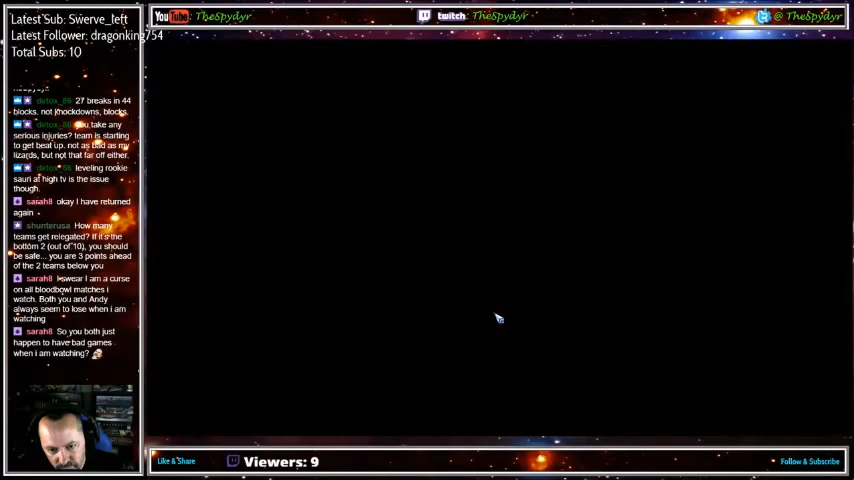 Latest Sub: Swerve_left
Latest Follower: dragonking754
Total Subs: 10
YouTube TheSpydyr
twitch TheSpydyr
@ TheSpydyr
detox_86 27 breaks in 44
blocks. not knockdowns, blocks.
detox_86 you take any
serious injuries? team is starting
to get beat up. not as bad as my
lizards, but not that far off either.
detox_86 leveling rookie
sauri at high tv is the issue
though.
sarah8 okay I have returned
again
shunterusa How many
teams get relegated? If it's the
bottom 2 (out of 10), you should
be safe... you are 3 points ahead
of the 2 teams below you
sarah8 I swear I am a curse
on all bloodbowl matches i
watch. Both you and Andy
always seem to lose when i am
watching
sarah8 So you both just
happen to have bad games
when i am watching?
Like & Share
Viewers: 9
Follow & Subscribe